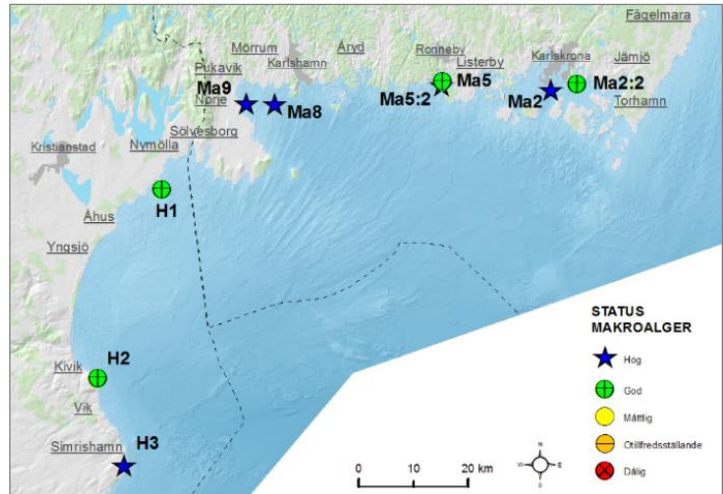 Fågelmara
Mörrum
Åryd
Ronneby
Karlshamn
Listerby
Karlskrona
Jämjö
Pukavik
Ma9
Norje
Ma8
Ma5
Ma5:2
Ma2
Ma2:2
Torhamn
Sölvesborg
Nymölla
Kristianstad
H1
Åhus
Yngsjö
H2
Kivik
Vik
H3
Simrishamn
STATUS
MAKROALGER
Hög
God
Måttlig
Otillfredsställande
Dålig
0 10 20 km
N
W E
S